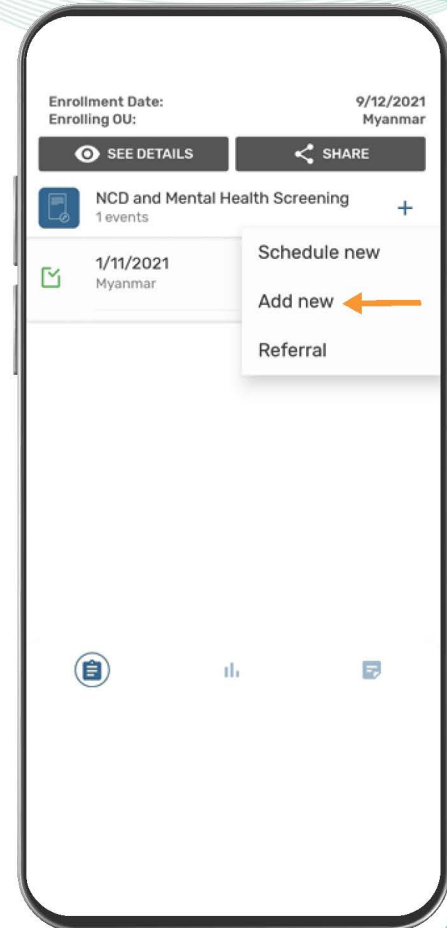 Enrollment Date: 9/12/2021
Enrolling OU: Myanmar
SEE DETAILS SHARE
NCD and Mental Health Screening
1 events
+
Schedule new
1/11/2021
Myanmar
Add new
Referral